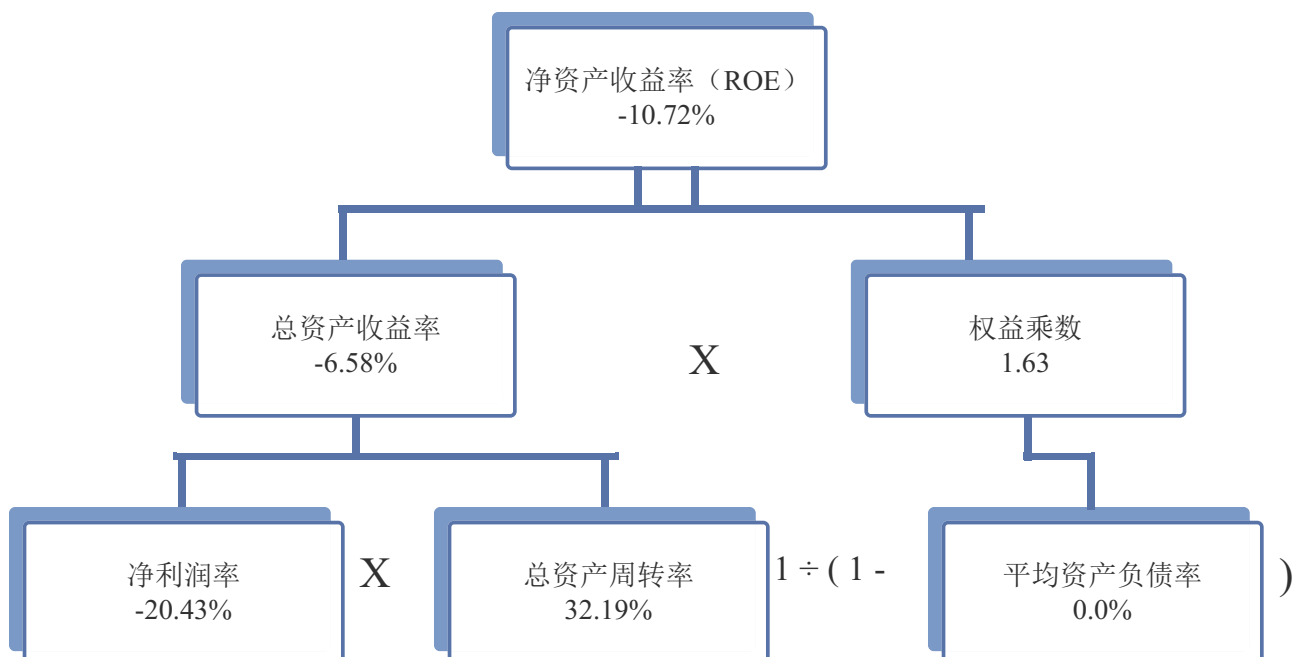 净资产收益率（ROE）
-10.72%
总资产收益率
-6.58%
X
权益乘数
1.63
净利润率
-20.43%
X
总资产周转率
32.19%
1 ÷ ( 1 -
平均资产负债率
0.0%
)